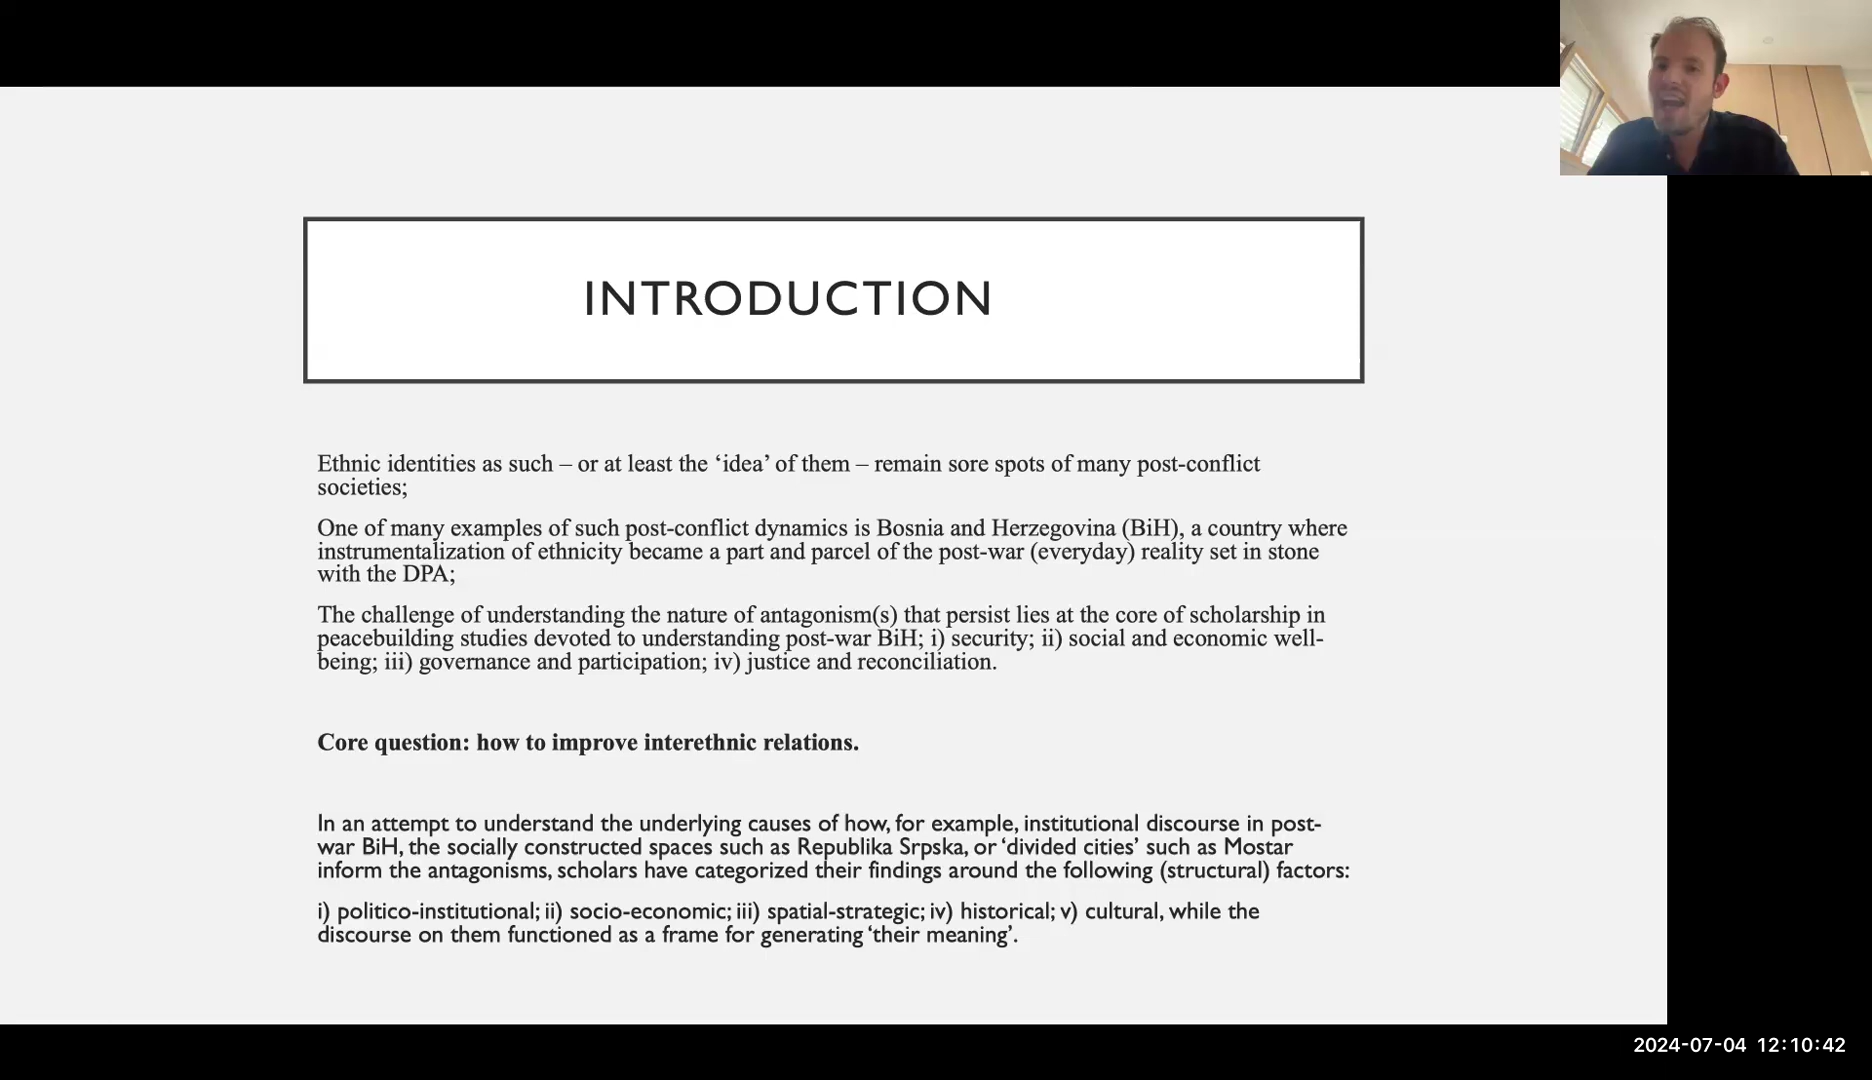 INTRODUCTION
Ethnic identities as such – or at least the ‘idea’ of them – remain sore spots of many post-conflict
societies;
One of many examples of such post-conflict dynamics is Bosnia and Herzegovina (BiH), a country where
instrumentalization of ethnicity became a part and parcel of the post-war (everyday) reality set in stone
with the DPA;
The challenge of understanding the nature of antagonism(s) that persist lies at the core of scholarship in
peacebuilding studies devoted to understanding post-war BiH; i) security; ii) social and economic well-
being; iii) governance and participation; iv) justice and reconciliation.
Core question: how to improve interethnic relations.
In an attempt to understand the underlying causes of how, for example, institutional discourse in post-
war BiH, the socially constructed spaces such as Republika Srpska, or ‘divided cities’ such as Mostar
inform the antagonisms, scholars have categorized their findings around the following (structural) factors:
i) politico-institutional; ii) socio-economic; iii) spatial-strategic; iv) historical; v) cultural, while the
discourse on them functioned as a frame for generating ‘their meaning’.
2024-07-04 12:10:42